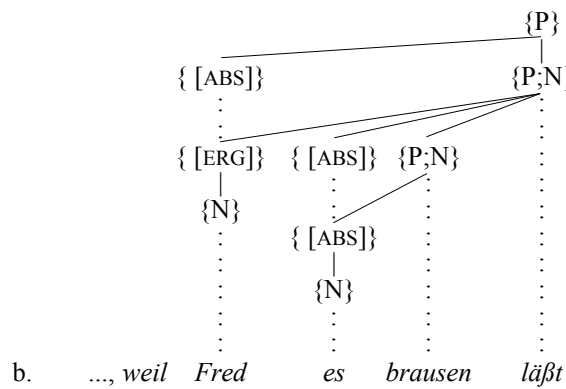 {P}
{ [ABS]} {P;N}
{ [ERG]} { [ABS]} {P;N}
{N}
{ [ABS]}
{N}
b. ..., weil Fred es brausen läßt